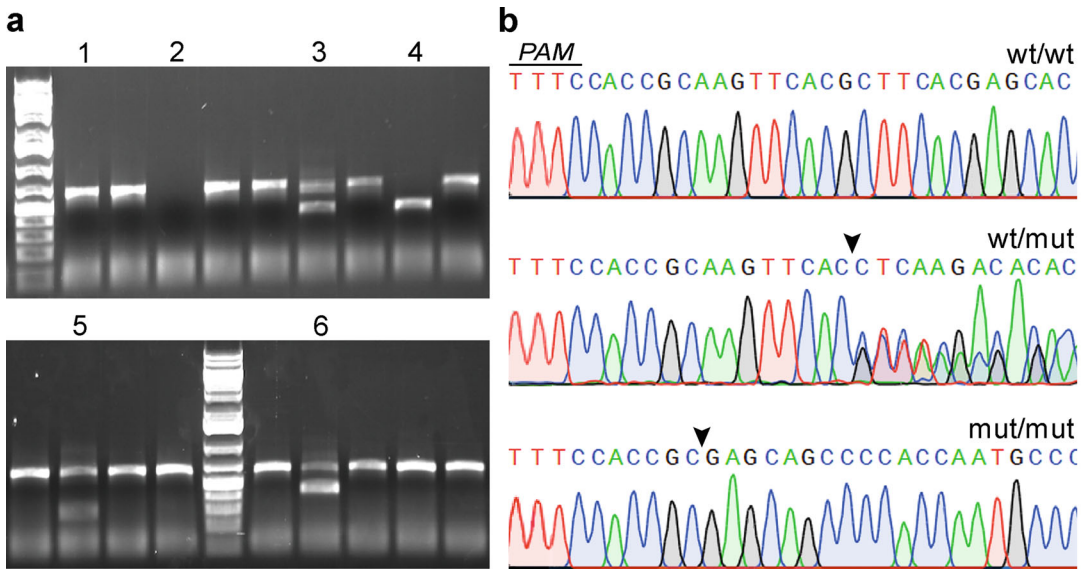 a
1 2 3 4
5 6
b
PAM
wt/wt
TTTCCACCGCAAGTTCACGCTTCACGAGCAC
wt/mut
TTTCCACCGCAAGTTCACCTCAAGACACAC
mut/mut
TTTCCACCGCGAGCAGCCCCACCAATGCCC